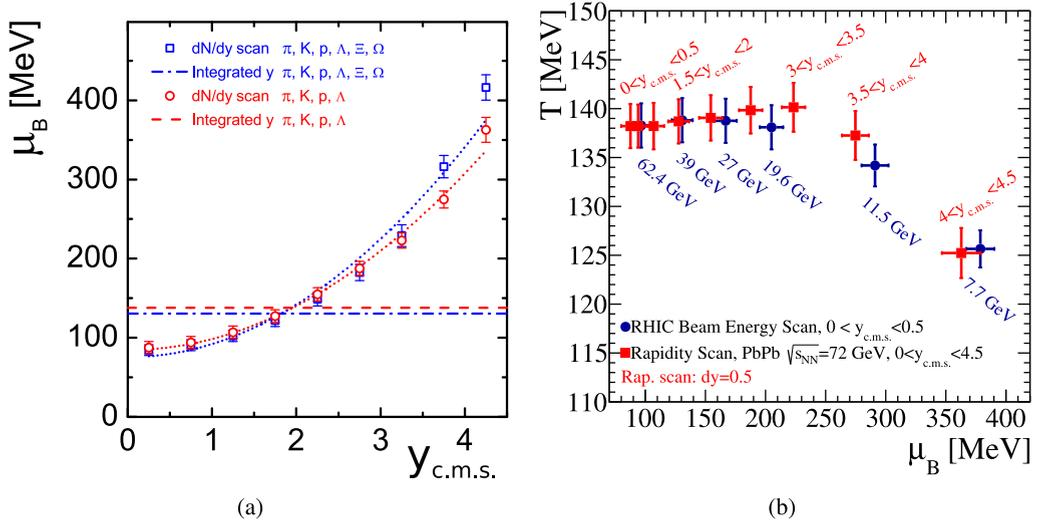 dN/dy scan π, K, p, Λ, Ξ, Ω
Integrated y π, K, p, Λ, Ξ, Ω
dN/dy scan π, K, p, Λ
Integrated y π, K, p, Λ
μB [MeV]
400
300
200
100
0
0 1 2 3 4
yc.m.s.
(a)
T [MeV]
150
145
140
135
130
125
120
115
110
0<yc.m.s.<0.5
1.5<yc.m.s.<2
3<yc.m.s.<3.5
3.5<yc.m.s.<4
4<yc.m.s.<4.5
62.4 GeV
39 GeV
27 GeV
19.6 GeV
11.5 GeV
7.7 GeV
RHIC Beam Energy Scan, 0 < yc.m.s.<0.5
Rapidity Scan, PbPb √sNN=72 GeV, 0<yc.m.s.<4.5
Rap. scan: dy=0.5
100 150 200 250 300 350 400
μB [MeV]
(b)